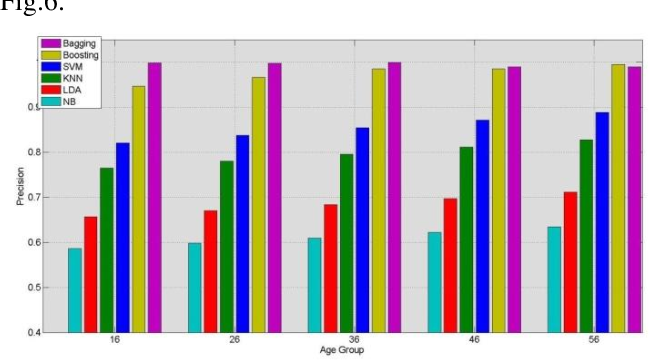 Fig.6.
Bagging
Boosting
SVM
KNN
LDA
NB
0.9
0.8
0.7
0.6
0.5
0.4
Precision
16 26 36 46 56
Age Group